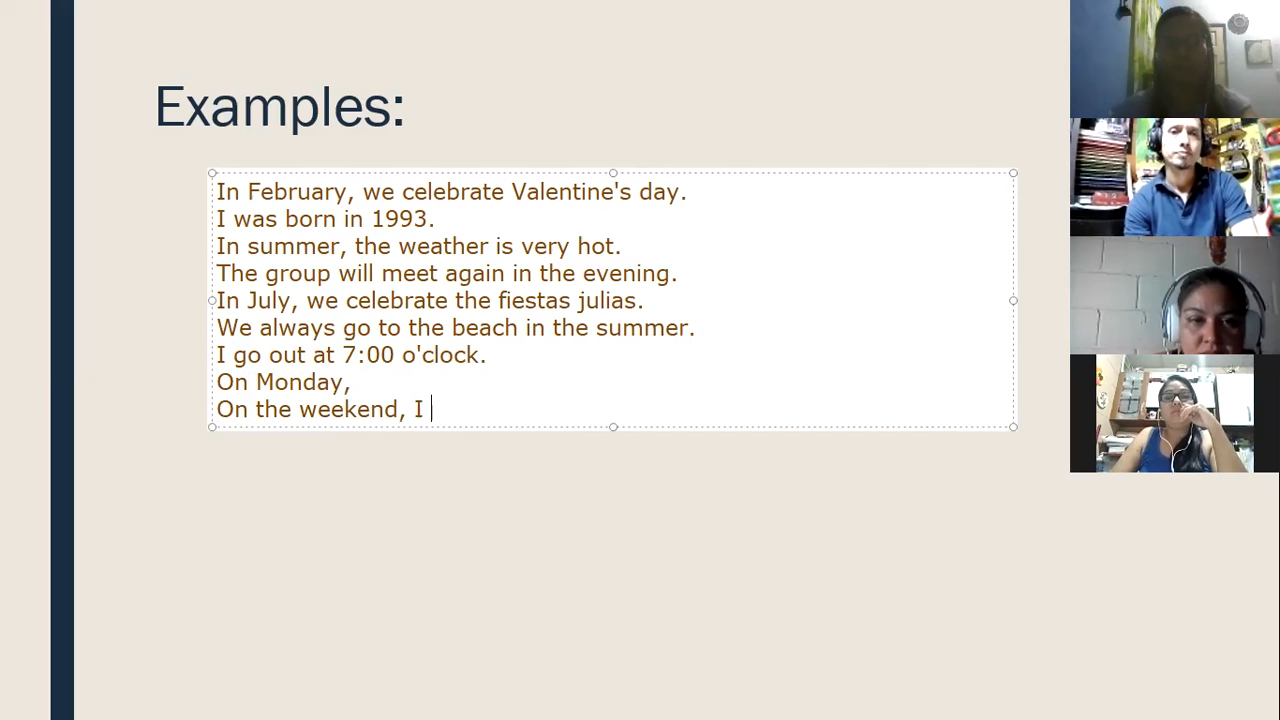 Examples:
In February, we celebrate Valentine's day.
I was born in 1993.
In summer, the weather is very hot.
The group will meet again in the evening.
In July, we celebrate the fiestas julias.
We always go to the beach in the summer.
I go out at 7:00 o'clock.
On Monday,
On the weekend, I